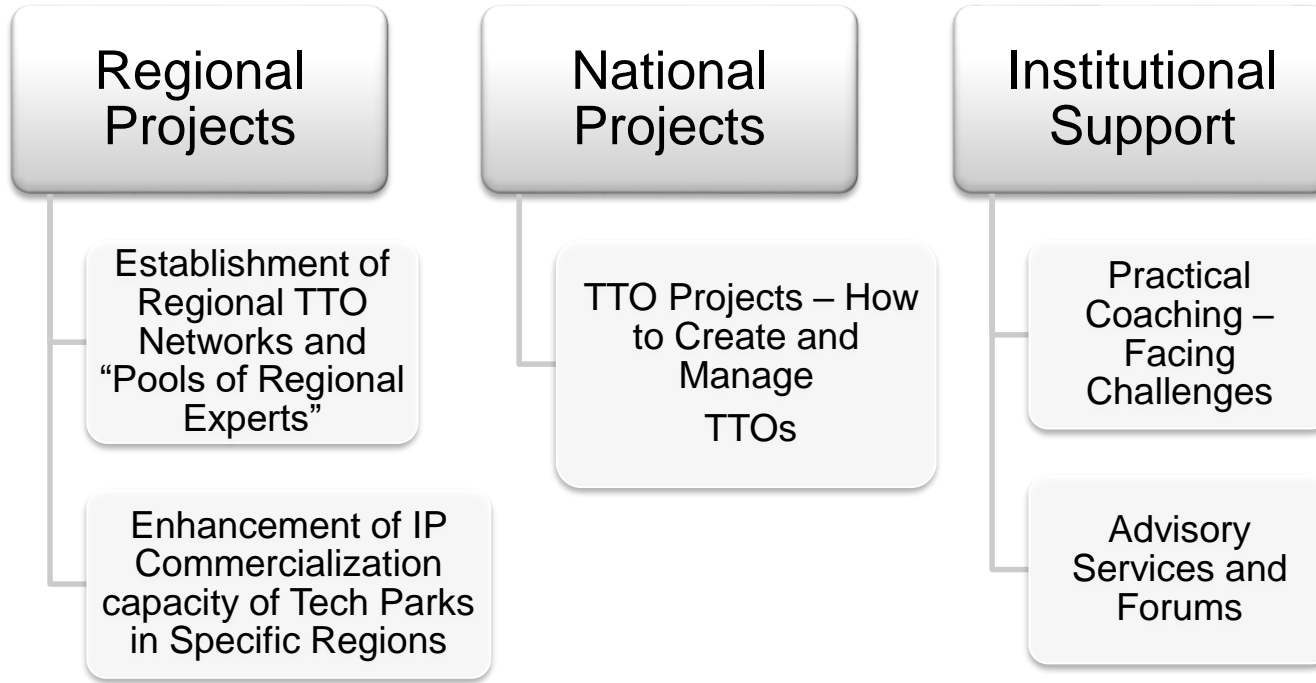 Regional
Projects
Establishment of
Regional TTO
Networks and
“Pools of Regional
Experts”
Enhancement of IP
Commercialization
capacity of Tech Parks
in Specific Regions
National
Projects
TTO Projects – How
to Create and
Manage
TTOs
Institutional
Support
Practical
Coaching –
Facing
Challenges
Advisory
Services and
Forums